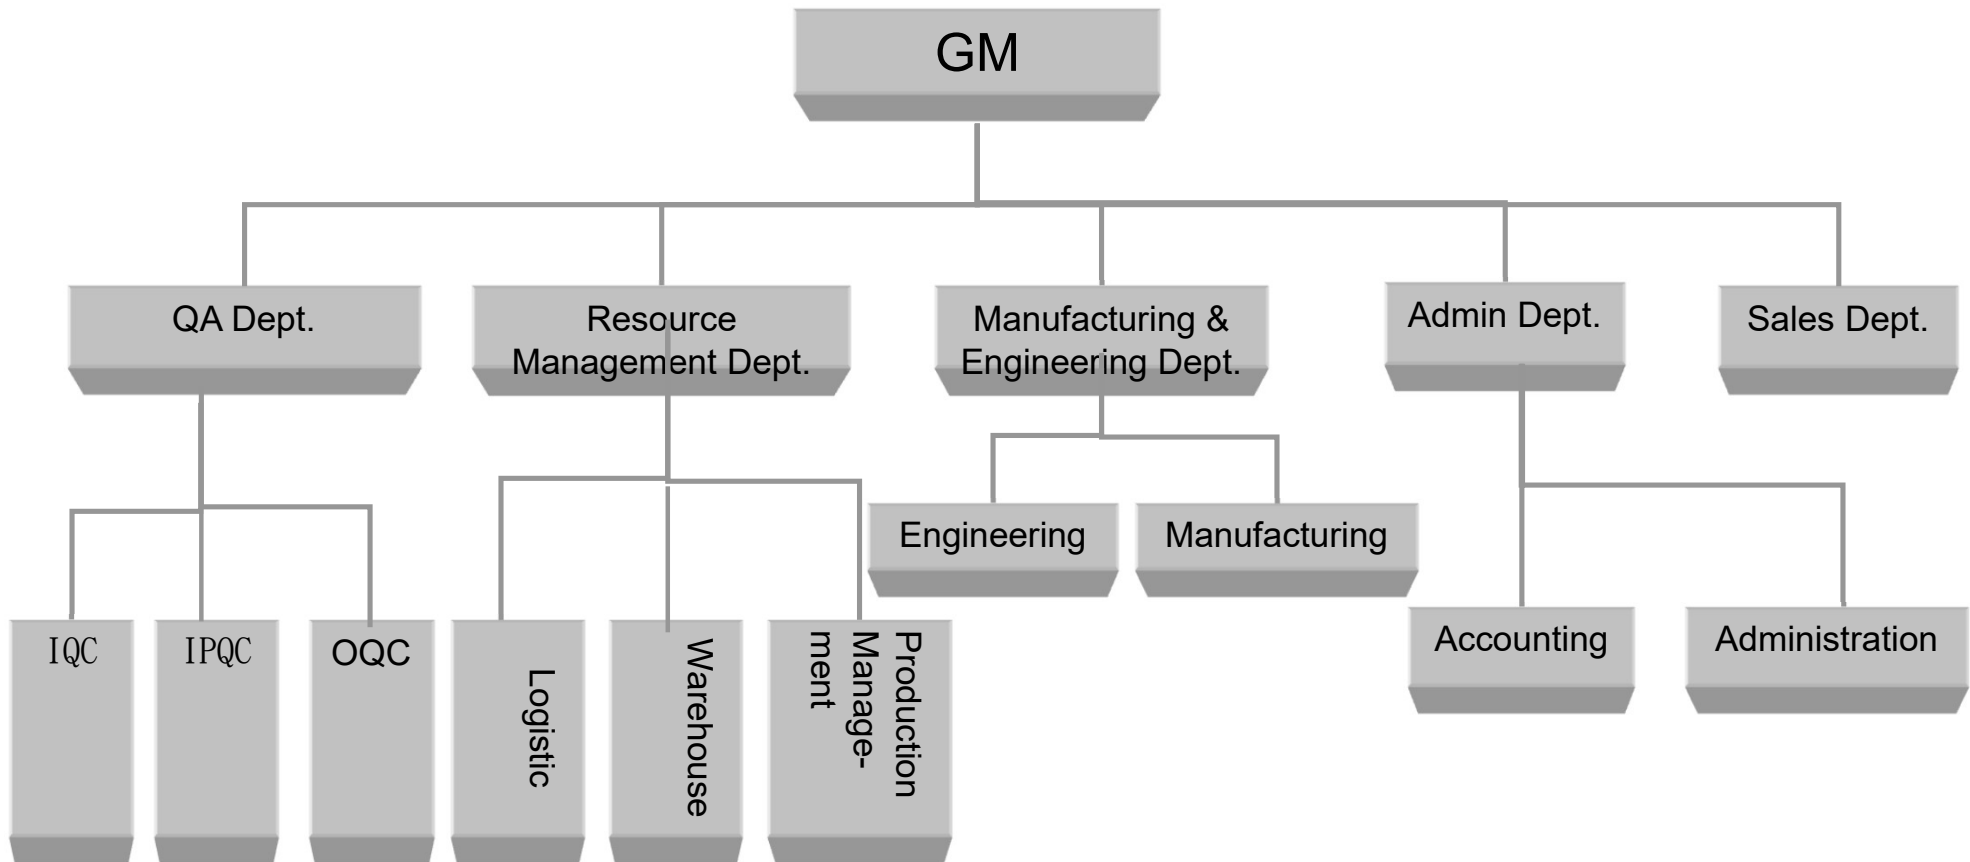 GM
QA Dept.
Resource
Management Dept.
Manufacturing &
Engineering Dept.
Admin Dept.
Sales Dept.
Engineering
Manufacturing
IQC
IPQC
OQC
Logistic
Warehouse
Production
Manage-
ment
Accounting
Administration